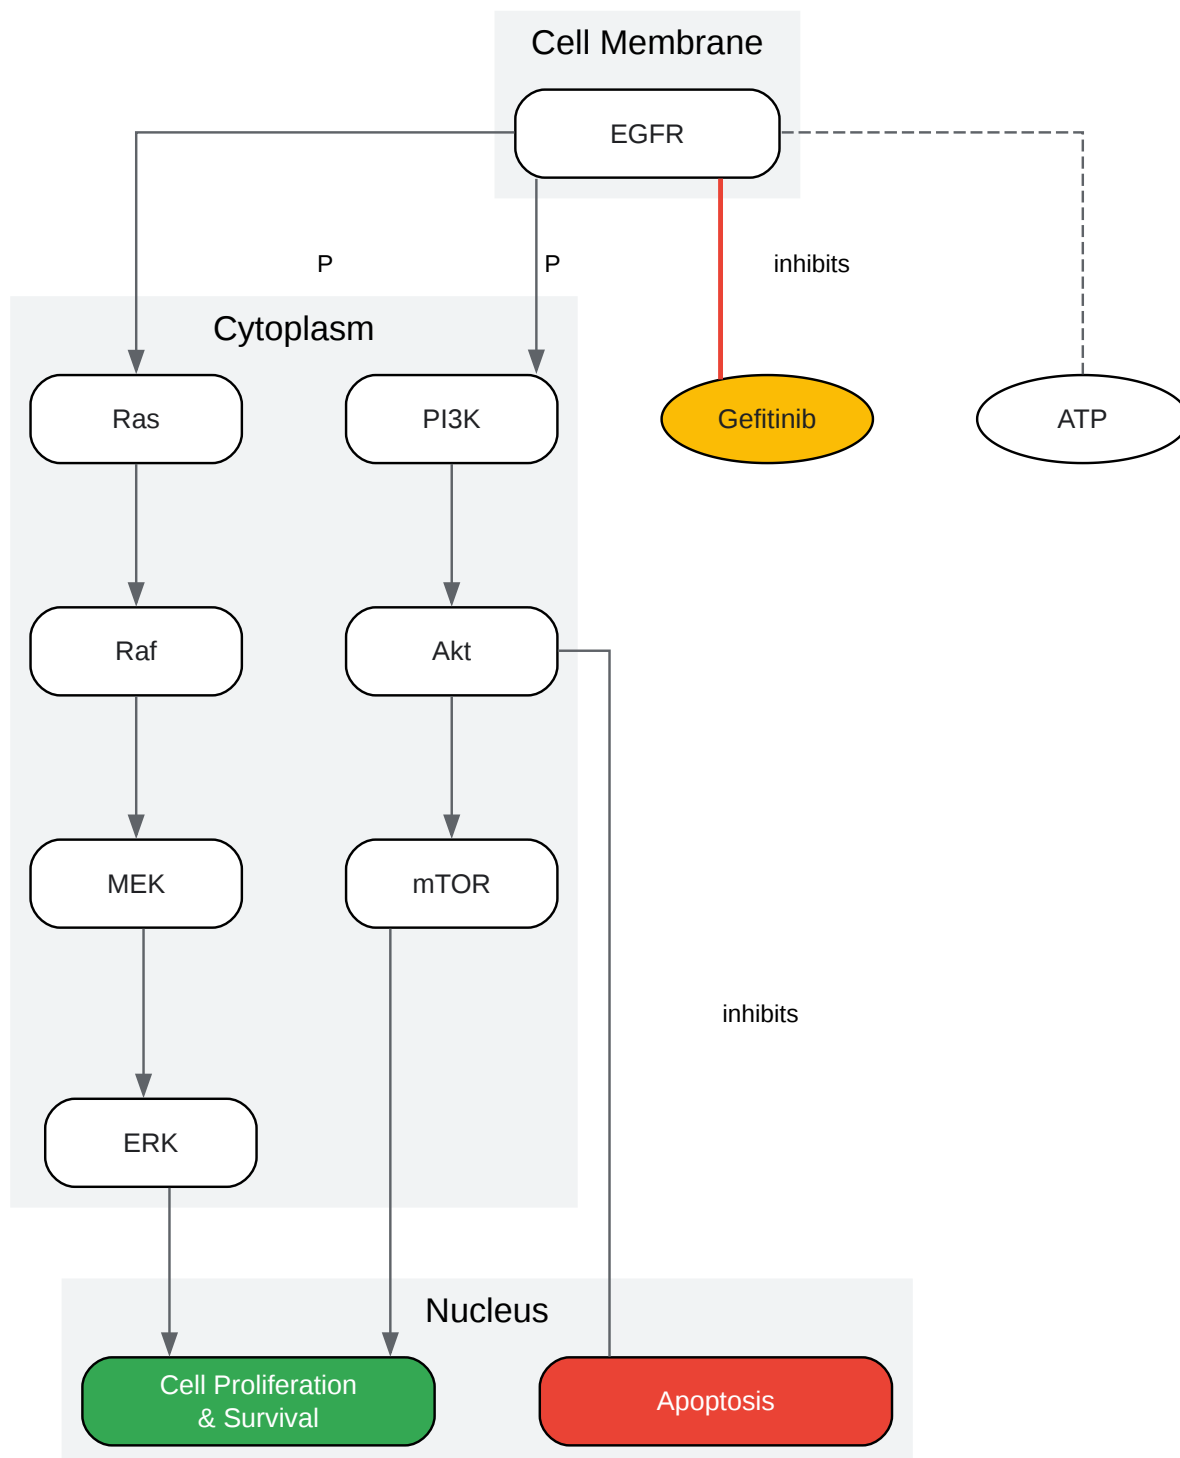 Cell Membrane
EGFR
P
P
inhibits
Cytoplasm
Ras
PI3K
Gefitinib
ATP
Raf
Akt
MEK
mTOR
inhibits
ERK
Nucleus
Cell Proliferation
& Survival
Apoptosis